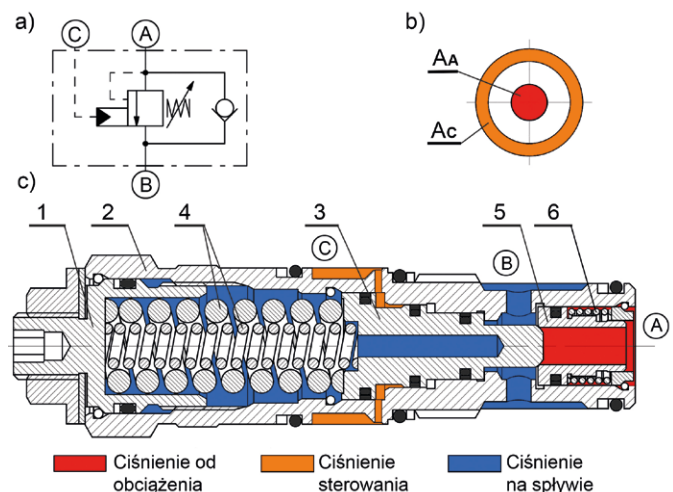 a)
C
A
B
b)
AA
Ac
c)
1
2
4
3
5
6
C
B
A
Ciśnienie od
obciążenia
Ciśnienie
sterowania
Ciśnienie
na spływie